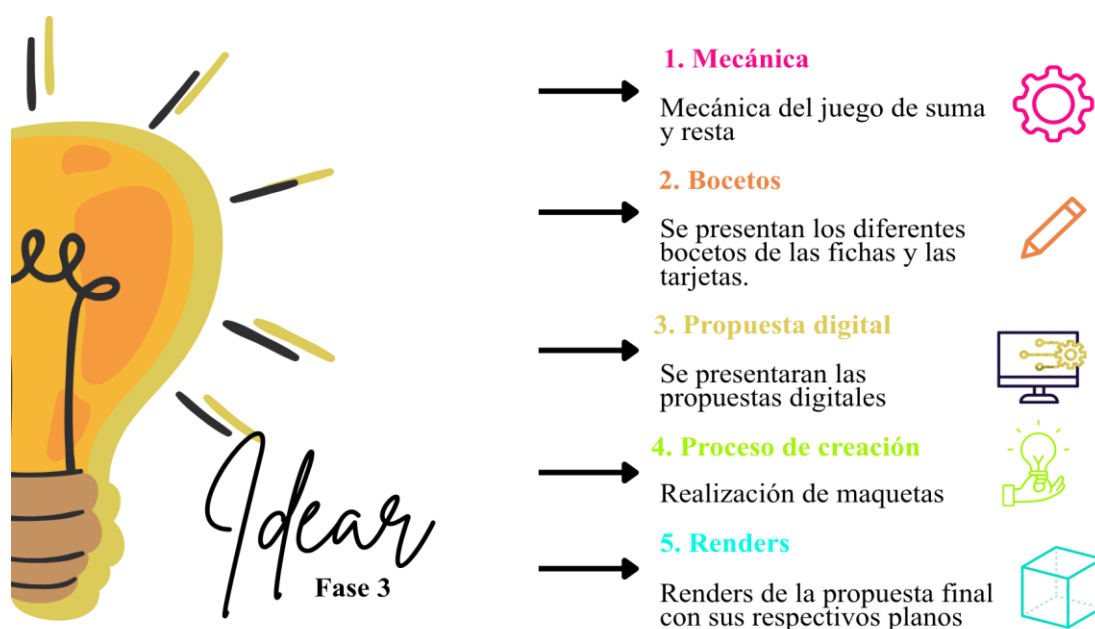 1. Mecánica
Mecánica del juego de suma
y resta
2. Bocetos
Se presentan los diferentes
bocetos de las fichas y las
tarjetas.
3. Propuesta digital
Se presentaran las
propuestas digitales
4. Proceso de creación
Realización de maquetas
5. Renders
Renders de la propuesta final
con sus respectivos planos
Idear
Fase 3